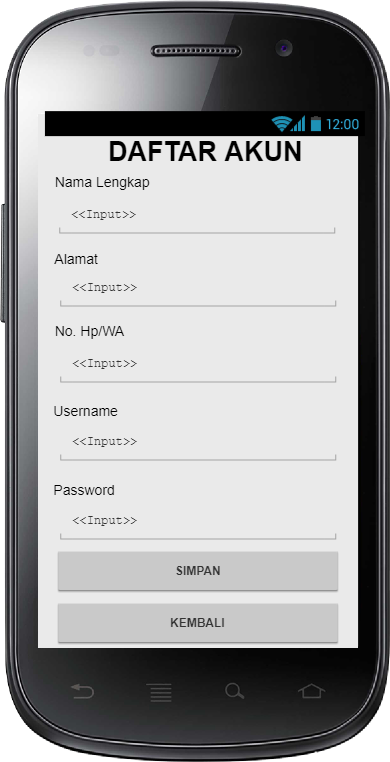 12:00
DAFTAR AKUN
Nama Lengkap
<<Input>>
Alamat
<<Input>>
No. Hp/WA
<<Input>>
Username
<<Input>>
Password
<<Input>>
SIMPAN
KEMBALI